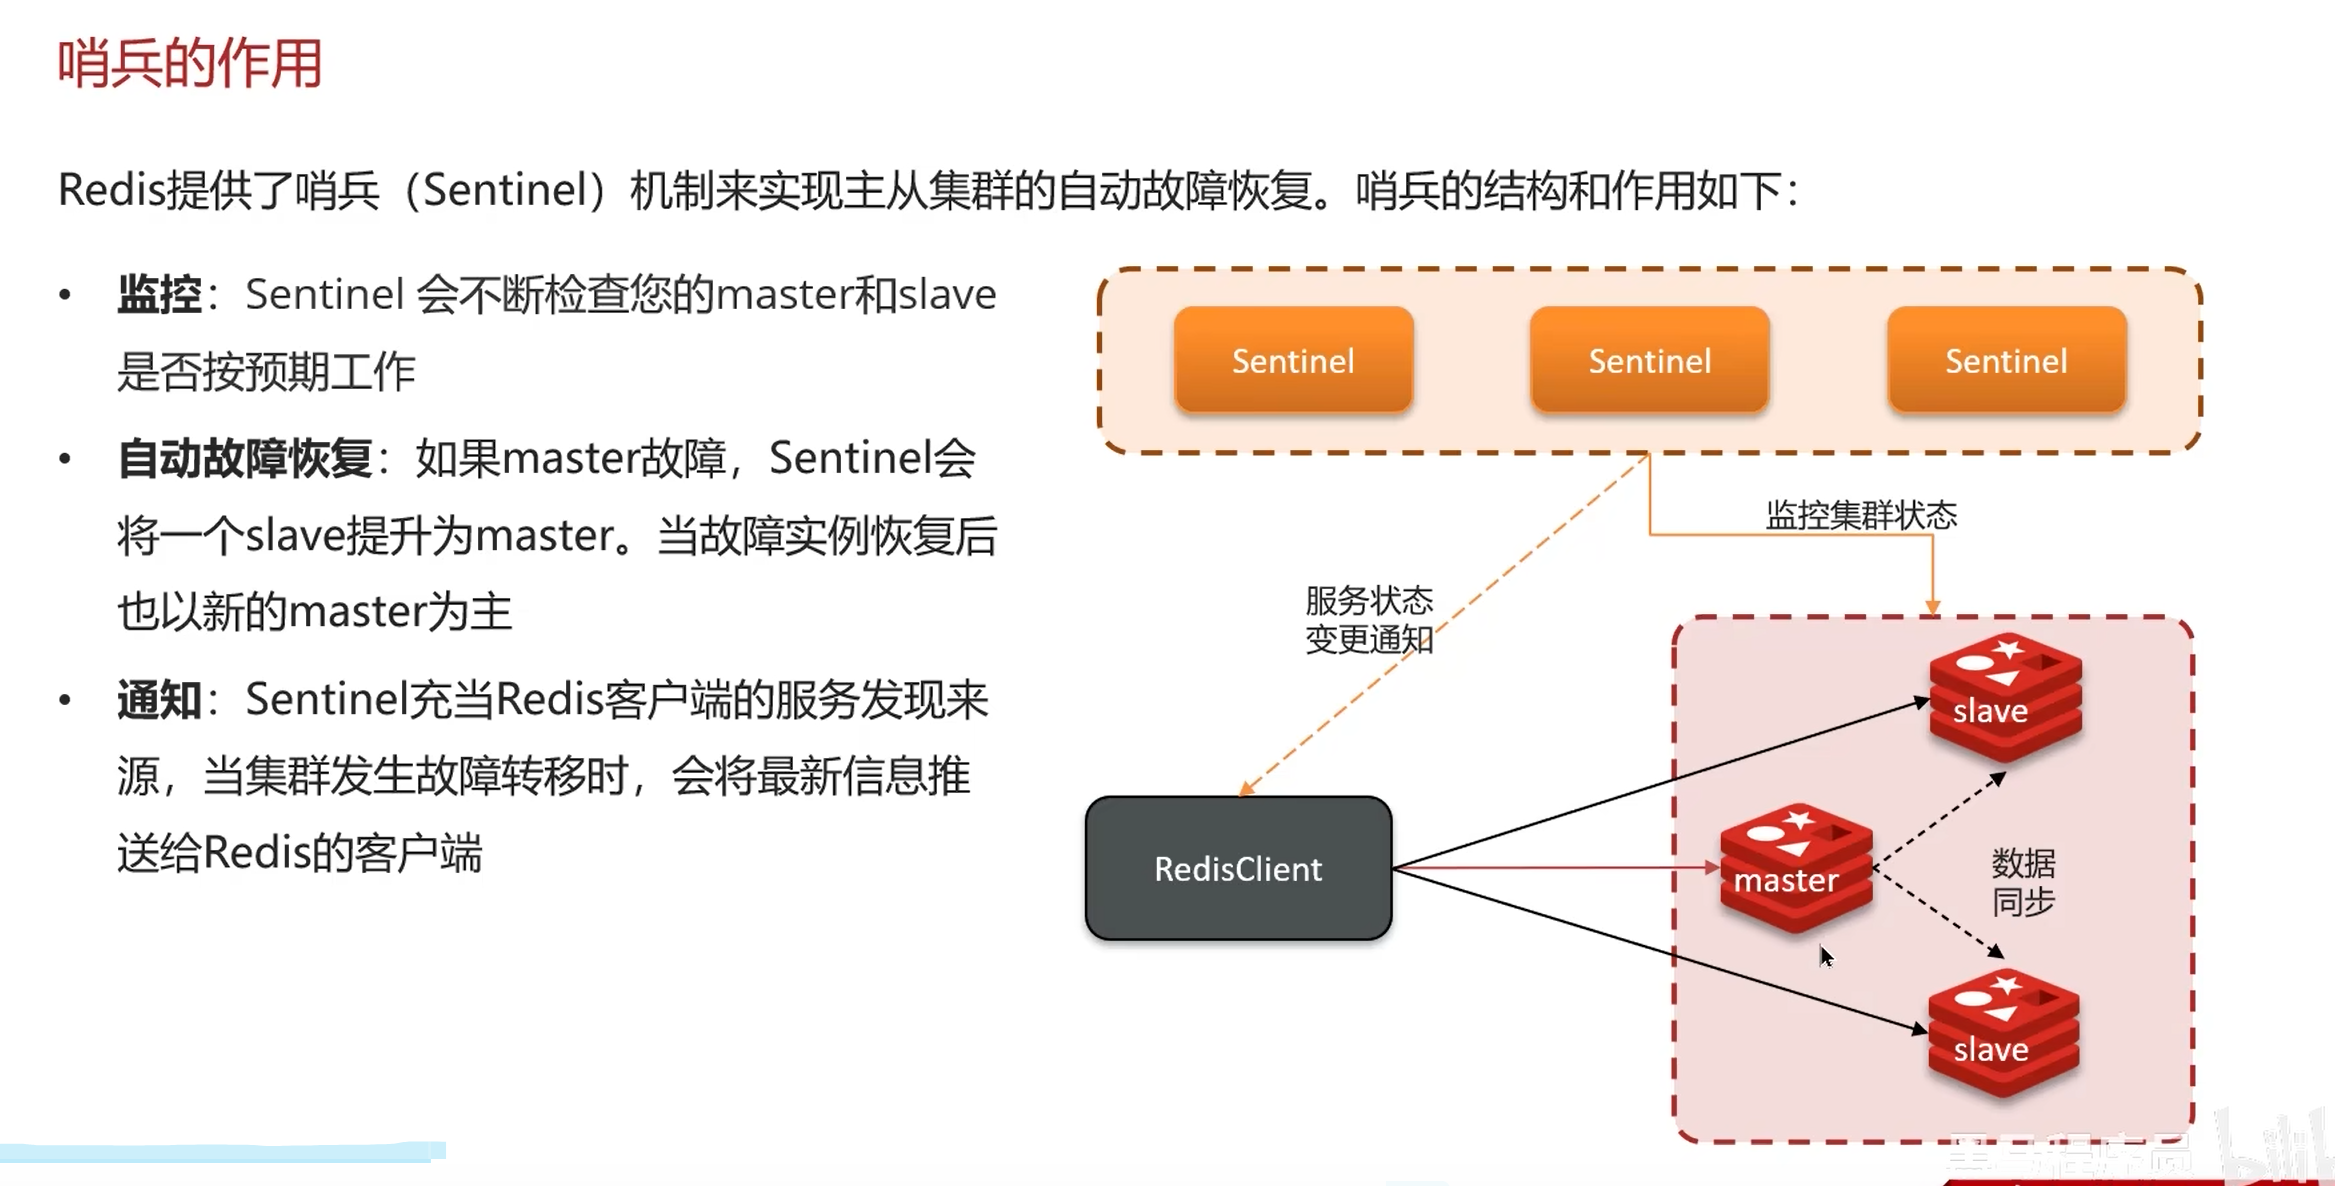 哨兵的作用
Redis提供了哨兵（Sentinel）机制来实现主从集群的自动故障恢复。哨兵的结构和作用如下：
• 监控：Sentinel 会不断检查您的master和slave
是否按预期工作
• 自动故障恢复：如果master故障，Sentinel会
将一个slave提升为master。当故障实例恢复后
也以新的master为主
• 通知：Sentinel充当Redis客户端的服务发现来
源，当集群发生故障转移时，会将最新信息推
送给Redis的客户端
Sentinel
Sentinel
Sentinel
监控集群状态
服务状态
变更通知
RedisClient
slave
master
数据
同步
slave
黑马程序员
bilibili